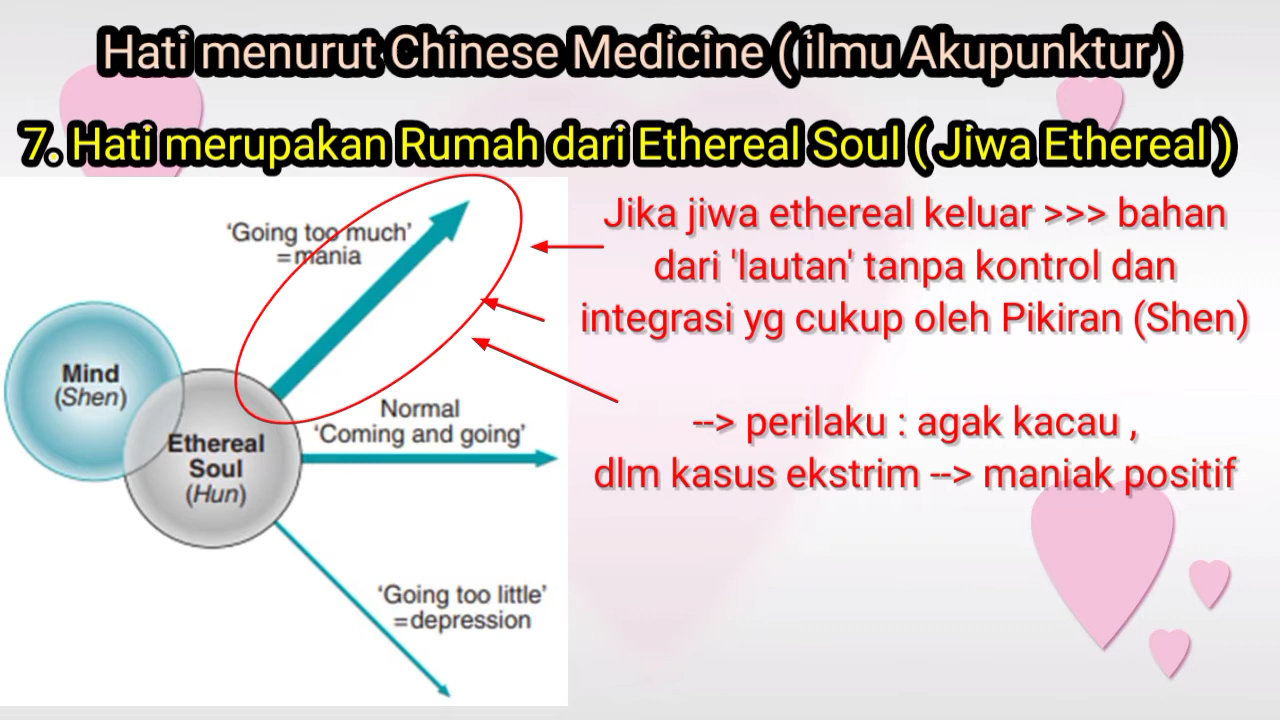 Hati menurut Chinese Medicine ( ilmu Akupunktur )
7. Hati merupakan Rumah dari Ethereal Soul ( Jiwa Ethereal )
'Going too much'
=mania
Mind
(Shen)
Ethereal
Soul
(Hun)
Normal
'Coming and going'
'Going too little'
=depression
Jika jiwa ethereal keluar >>> bahan
dari 'lautan' tanpa kontrol dan
integrasi yg cukup oleh Pikiran (Shen)
--> perilaku : agak kacau ,
dlm kasus ekstrim --> maniak positif